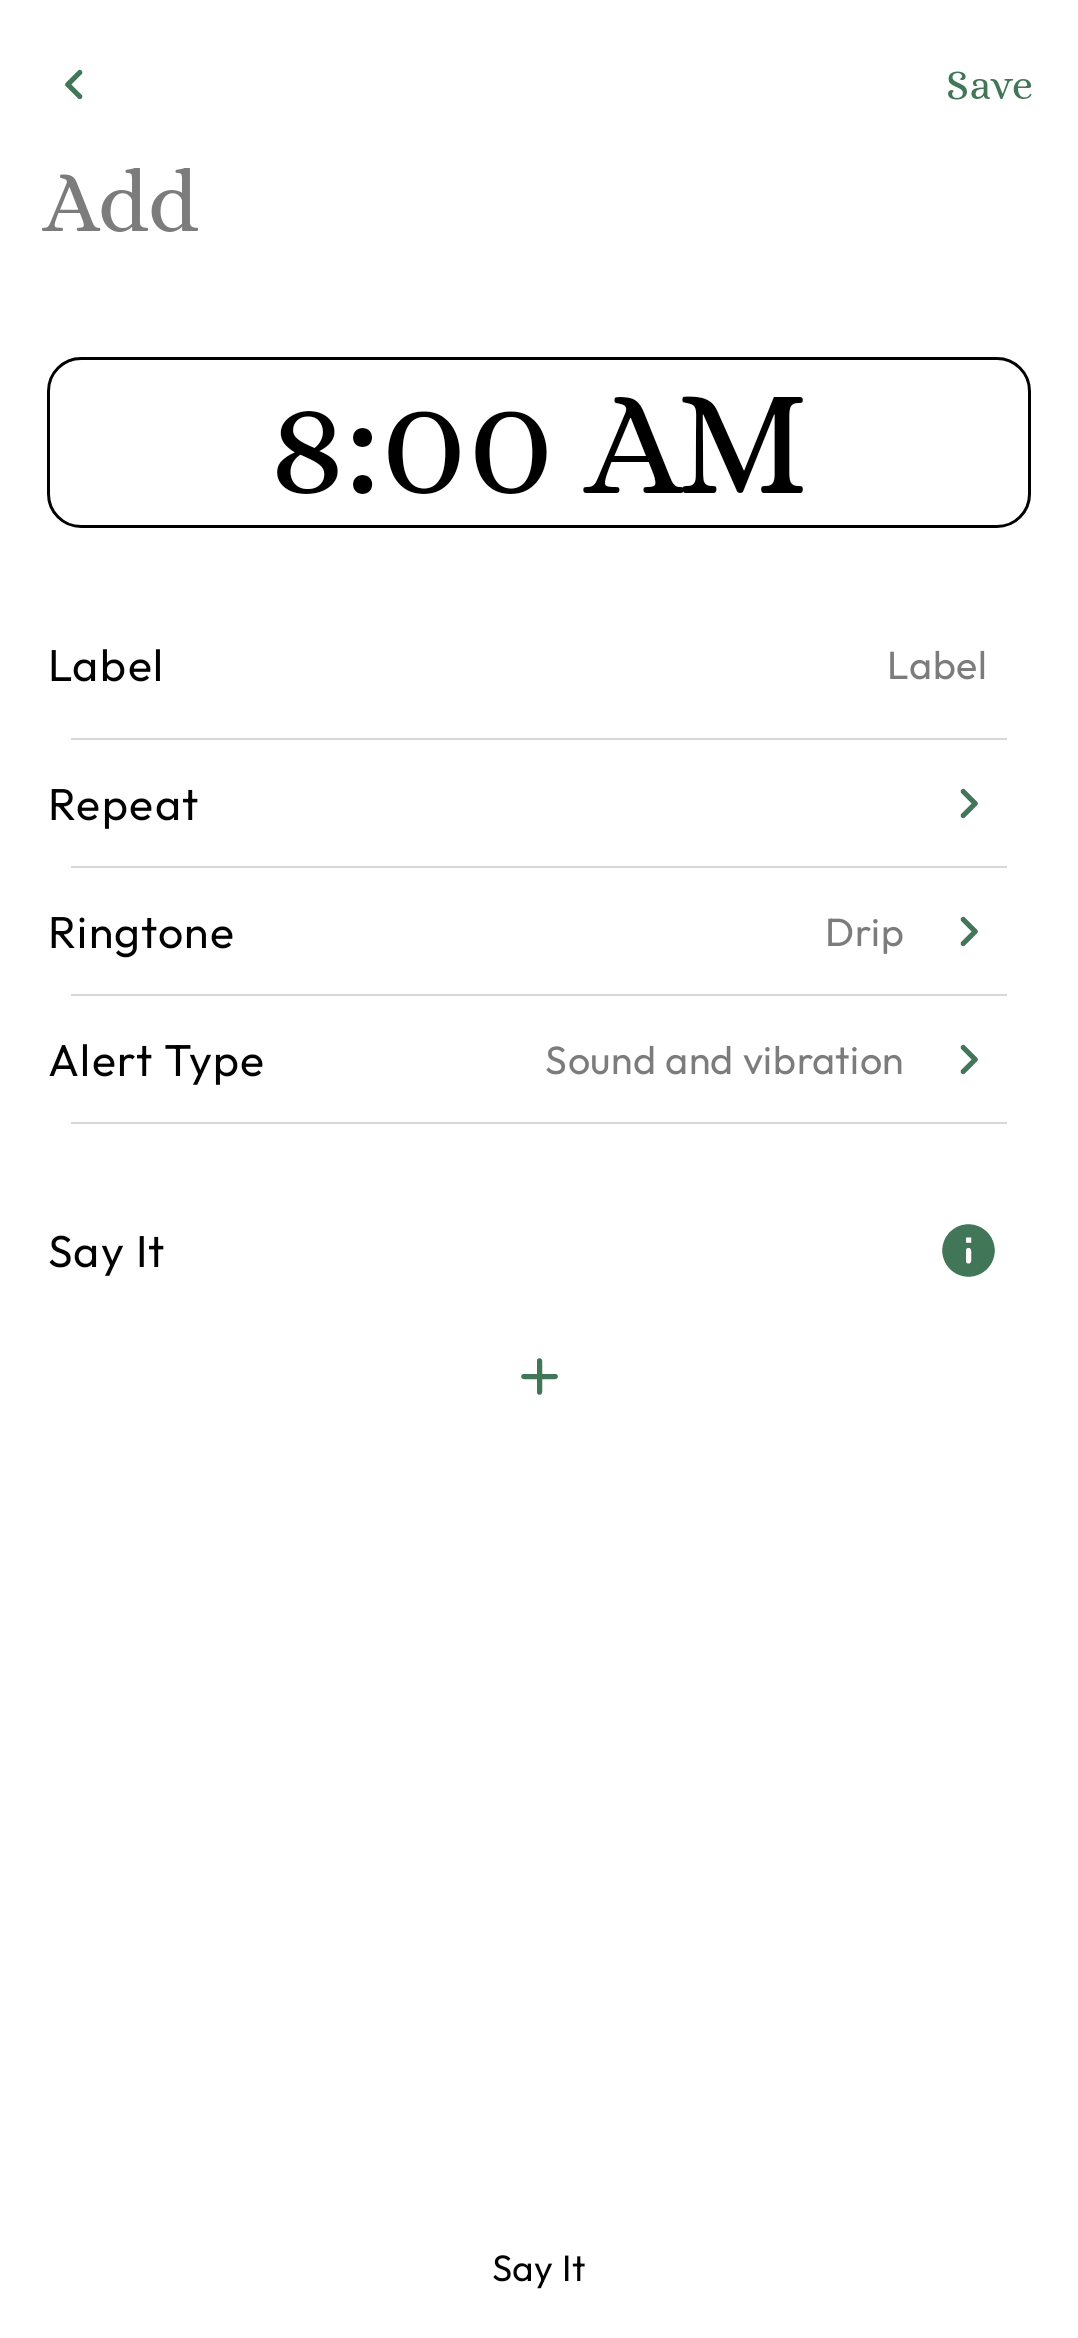 Save
Add
8:00 AM
Label Label
Repeat
Ringtone Drip
Alert Type Sound and vibration
Say It
Say It